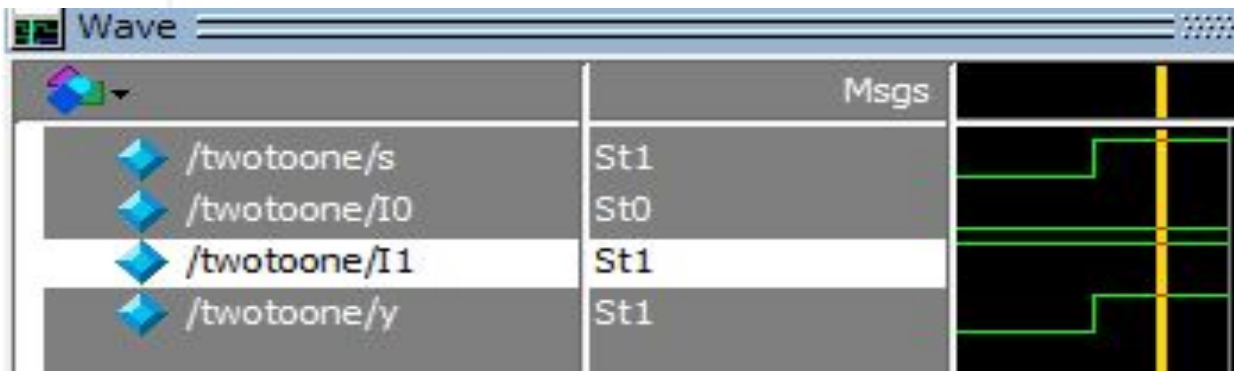 Wave
Msgs
/twotoone/s St1
/twotoone/I0 St0
/twotoone/I1 St1
/twotoone/y St1